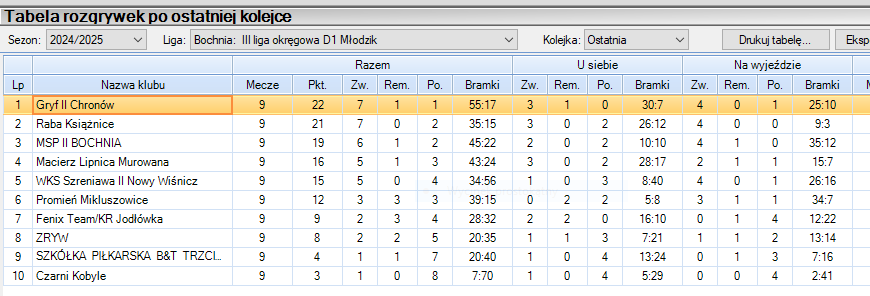 Tabela rozgrywek po ostatniej kolejce
Sezon: 2024/2025 Liga: Bochnia: III liga okręgowa D1 Młodzik Kolejka: Ostatnia Drukuj tabelę... Eksp
Razem U siebie Na wyjeździe
Lp Nazwa klubu Mecze Pkt. Zw. Rem. Po. Bramki Zw. Rem. Po. Bramki Zw. Rem. Po. Bramki M
1 Gryf II Chronów 9 22 7 1 1 55:17 3 1 0 30:7 4 0 1 25:10
2 Raba Książnice 9 21 7 0 2 35:15 3 0 2 26:12 4 0 0 9:3
3 MSP II BOCHNIA 9 19 6 1 2 45:22 2 0 2 10:10 4 1 0 35:12
4 Macierz Lipnica Murowana 9 16 5 1 3 43:24 3 0 2 28:17 2 1 1 15:7
5 WKS Szreniawa II Nowy Wiśnicz 9 15 5 0 4 34:56 1 0 3 8:40 4 0 1 26:16
6 Promień Mikluszowice 9 12 3 3 3 39:15 0 2 2 5:8 3 1 1 34:7
7 Fenix Team/KR Jodłówka 9 9 2 3 4 28:32 2 2 0 16:10 0 1 4 12:22
8 ZRYW 9 8 2 2 5 20:35 1 1 3 7:21 1 1 2 13:14
9 SZKÓŁKA PIŁKARSKA B&T TRZCI... 9 4 1 1 7 20:40 1 0 4 13:24 0 1 3 7:16
10 Czarni Kobyle 9 3 1 0 8 7:70 1 0 4 5:29 0 0 4 2:41